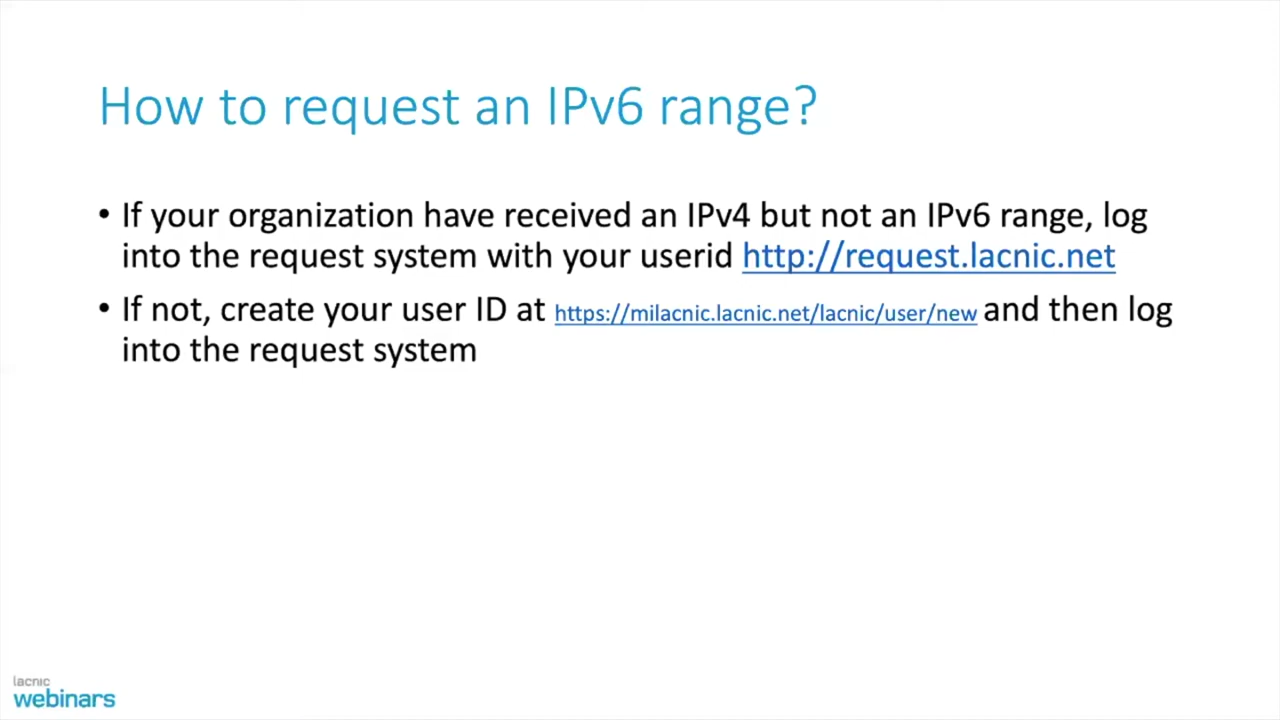 How to request an IPv6 range?
• If your organization have received an IPv4 but not an IPv6 range, log
into the request system with your userid http://request.lacnic.net
• If not, create your user ID at https://milacnic.lacnic.net/lacnic/user/new and then log
into the request system
lacnic
webinars